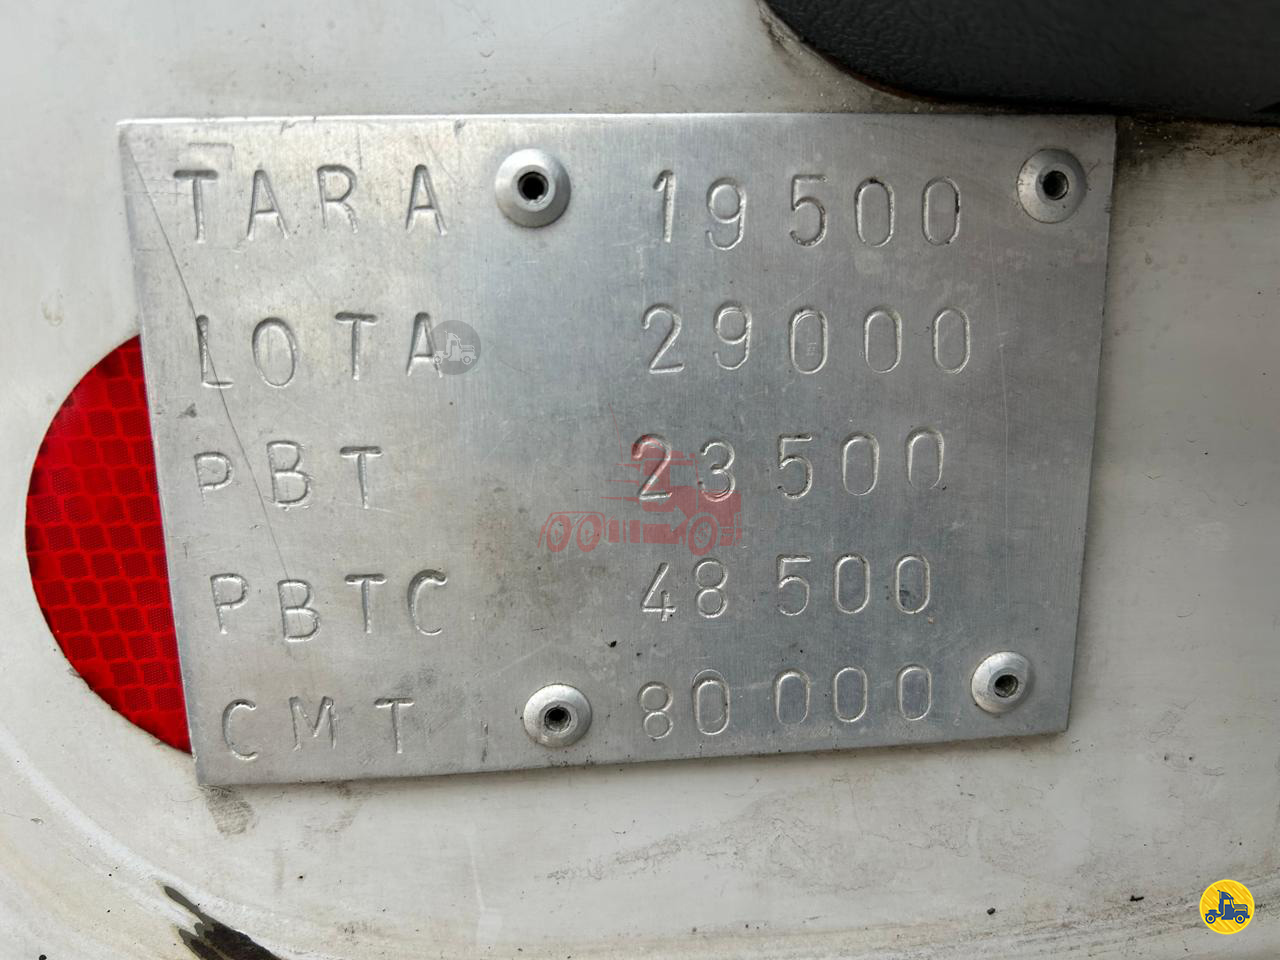 TARA 19500
LOTA 29000
PBT 23500
PBTC 48500
CMT 80000